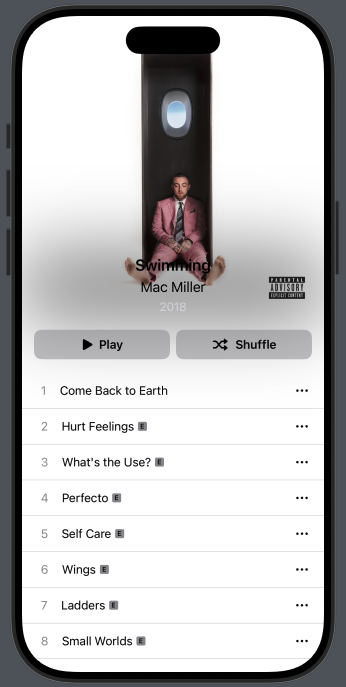 Swimming
Mac Miller
2018
PARENTAL
ADVISORY
EXPLICIT CONTENT
Play
Shuffle
1 Come Back to Earth
2 Hurt Feelings E
3 What's the Use? E
4 Perfecto E
5 Self Care E
6 Wings E
7 Ladders E
8 Small Worlds E